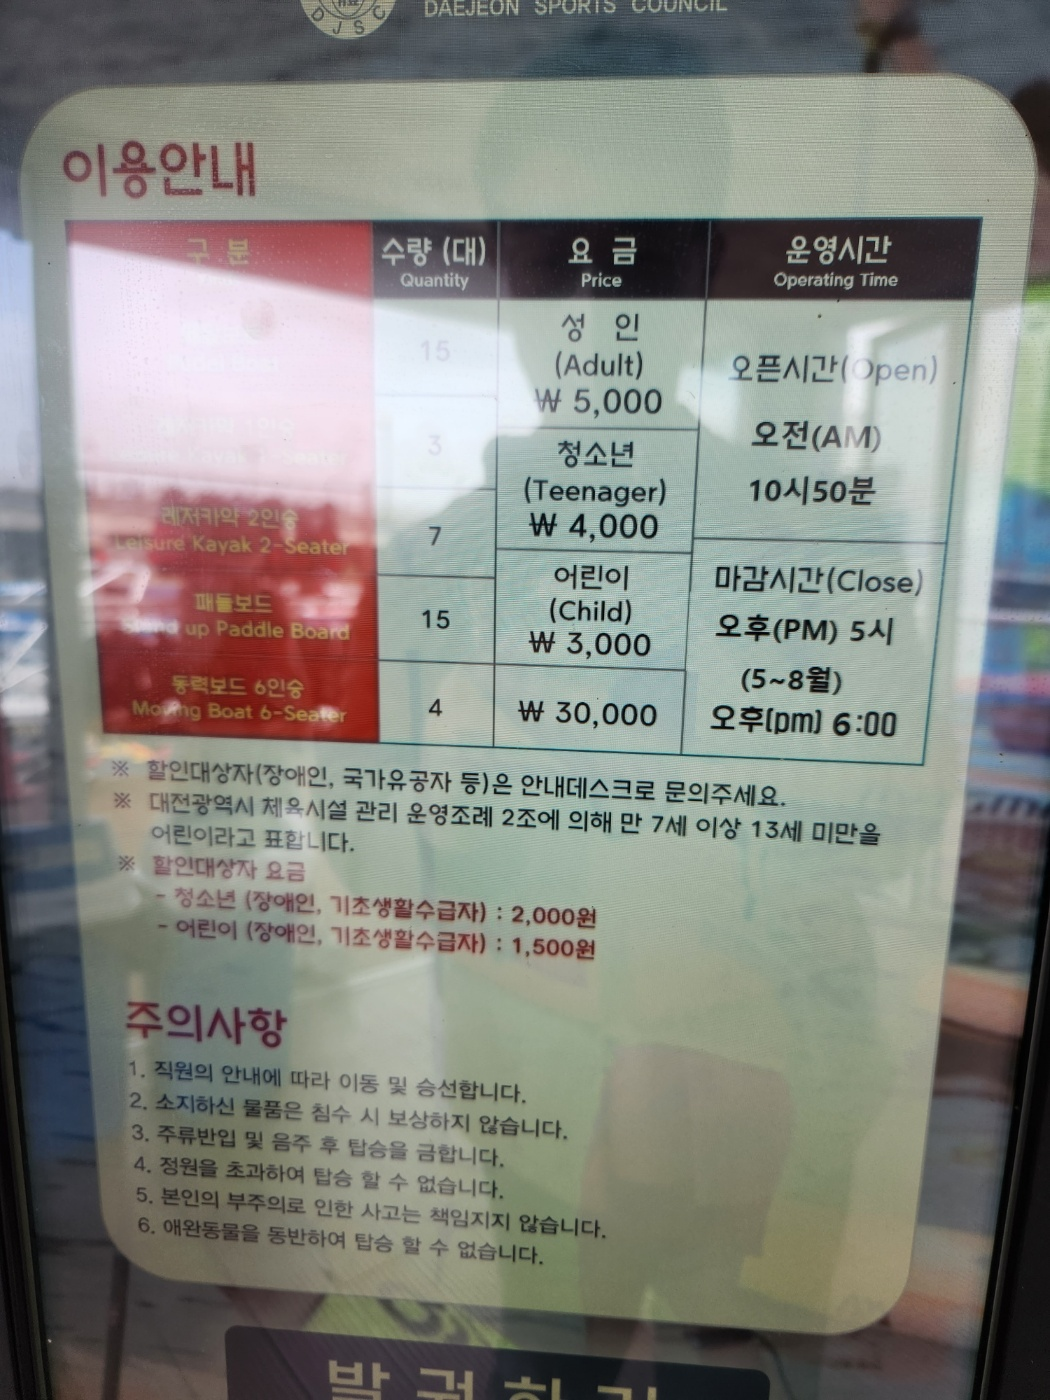 DJSC
DAEJEON SPORTS COUNCIL
이용안내
구 분
수량 (대)
Quantity
요 금
Price
운영시간
Operating Time
15
성 인
(Adult)
₩ 5,000
오픈시간(Open)
오전(AM)
10시50분
3
청소년
(Teenager)
₩ 4,000
레저카약 2인승
Leisure Kayak 2-Seater
7
어린이
(Child)
₩ 3,000
마감시간(Close)
오후(PM) 5시
(5~8월)
오후(pm) 6:00
패들보드
Stand up Paddle Board
15
동력보드 6인승
Moving Boat 6-Seater
4
₩ 30,000
※ 할인대상자(장애인, 국가유공자 등)은 안내데스크로 문의주세요.
※ 대전광역시 체육시설 관리 운영조례 2조에 의해 만 7세 이상 13세 미만을
어린이라고 표합니다.
※ 할인대상자 요금
- 청소년 (장애인, 기초생활수급자) : 2,000원
- 어린이 (장애인, 기초생활수급자) : 1,500원
주의사항
1. 직원의 안내에 따라 이동 및 승선합니다.
2. 소지하신 물품은 침수 시 보상하지 않습니다.
3. 주류반입 및 음주 후 탑승을 금합니다.
4. 정원을 초과하여 탑승 할 수 없습니다.
5. 본인의 부주의로 인한 사고는 책임지지 않습니다.
6. 애완동물을 동반하여 탑승 할 수 없습니다.
발권하기